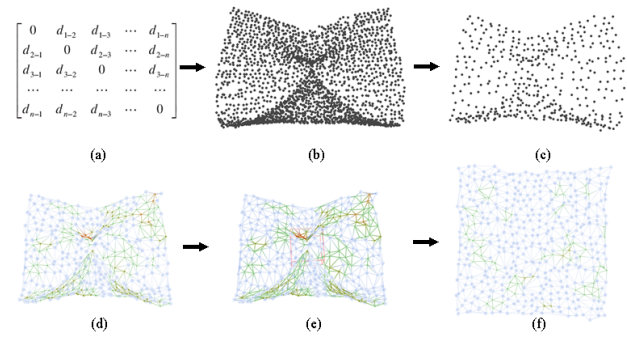 0 d₁₋₂ d₁₋₃ ⋯ d₁₋ₙ
d₂₋₁ 0 d₂₋₃ ⋯ d₂₋ₙ
d₃₋₁ d₃₋₂ 0 ⋯ d₃₋ₙ
⋯ ⋯ ⋯ ⋯ ⋯
dₙ₋₁ dₙ₋₂ dₙ₋₃ ⋯ 0
(a) (b) (c)
(d) (e) (f)